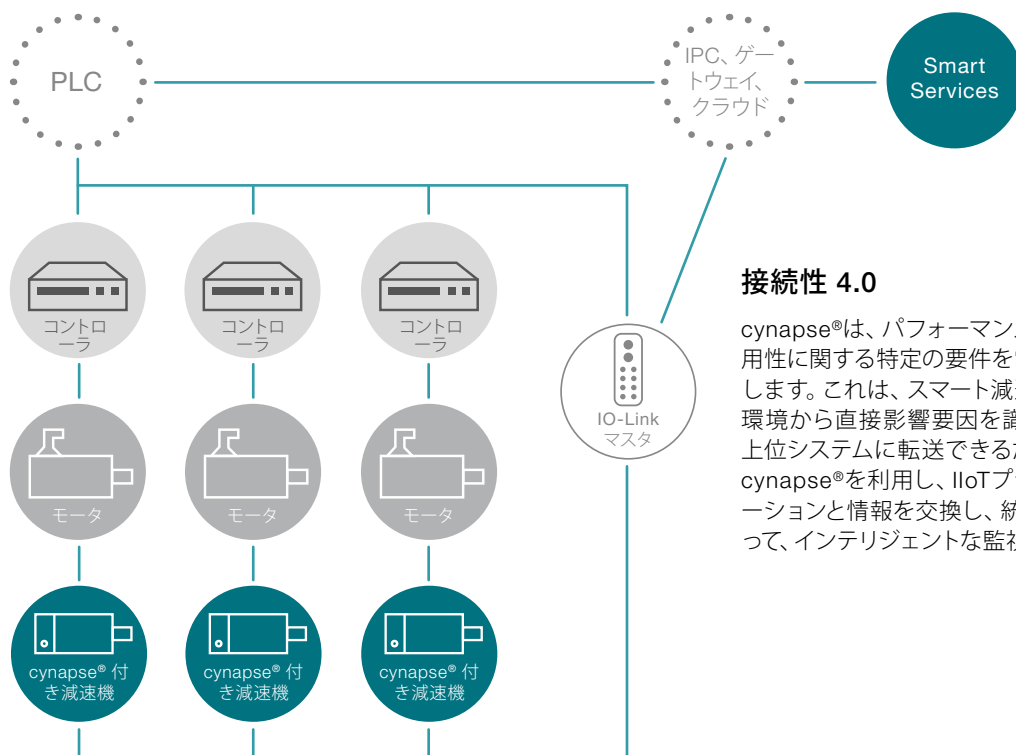 PLC
IPC、ゲー
トウェイ、
クラウド
Smart
Services
コントロ
ーラ
コントロ
ーラ
コントロ
ーラ
モータ
モータ
モータ
IO-Link
マスタ
cynapse® 付
き減速機
cynapse® 付
き減速機
cynapse® 付
き減速機
接続性 4.0
cynapse®は、パフォーマン
用性に関する特定の要件を
します。これは、スマート減
環境から直接影響要因を
上位システムに転送できる
cynapse®を利用し、IIoTプ
ーションと情報を交換し、
って、インテリジェントな監